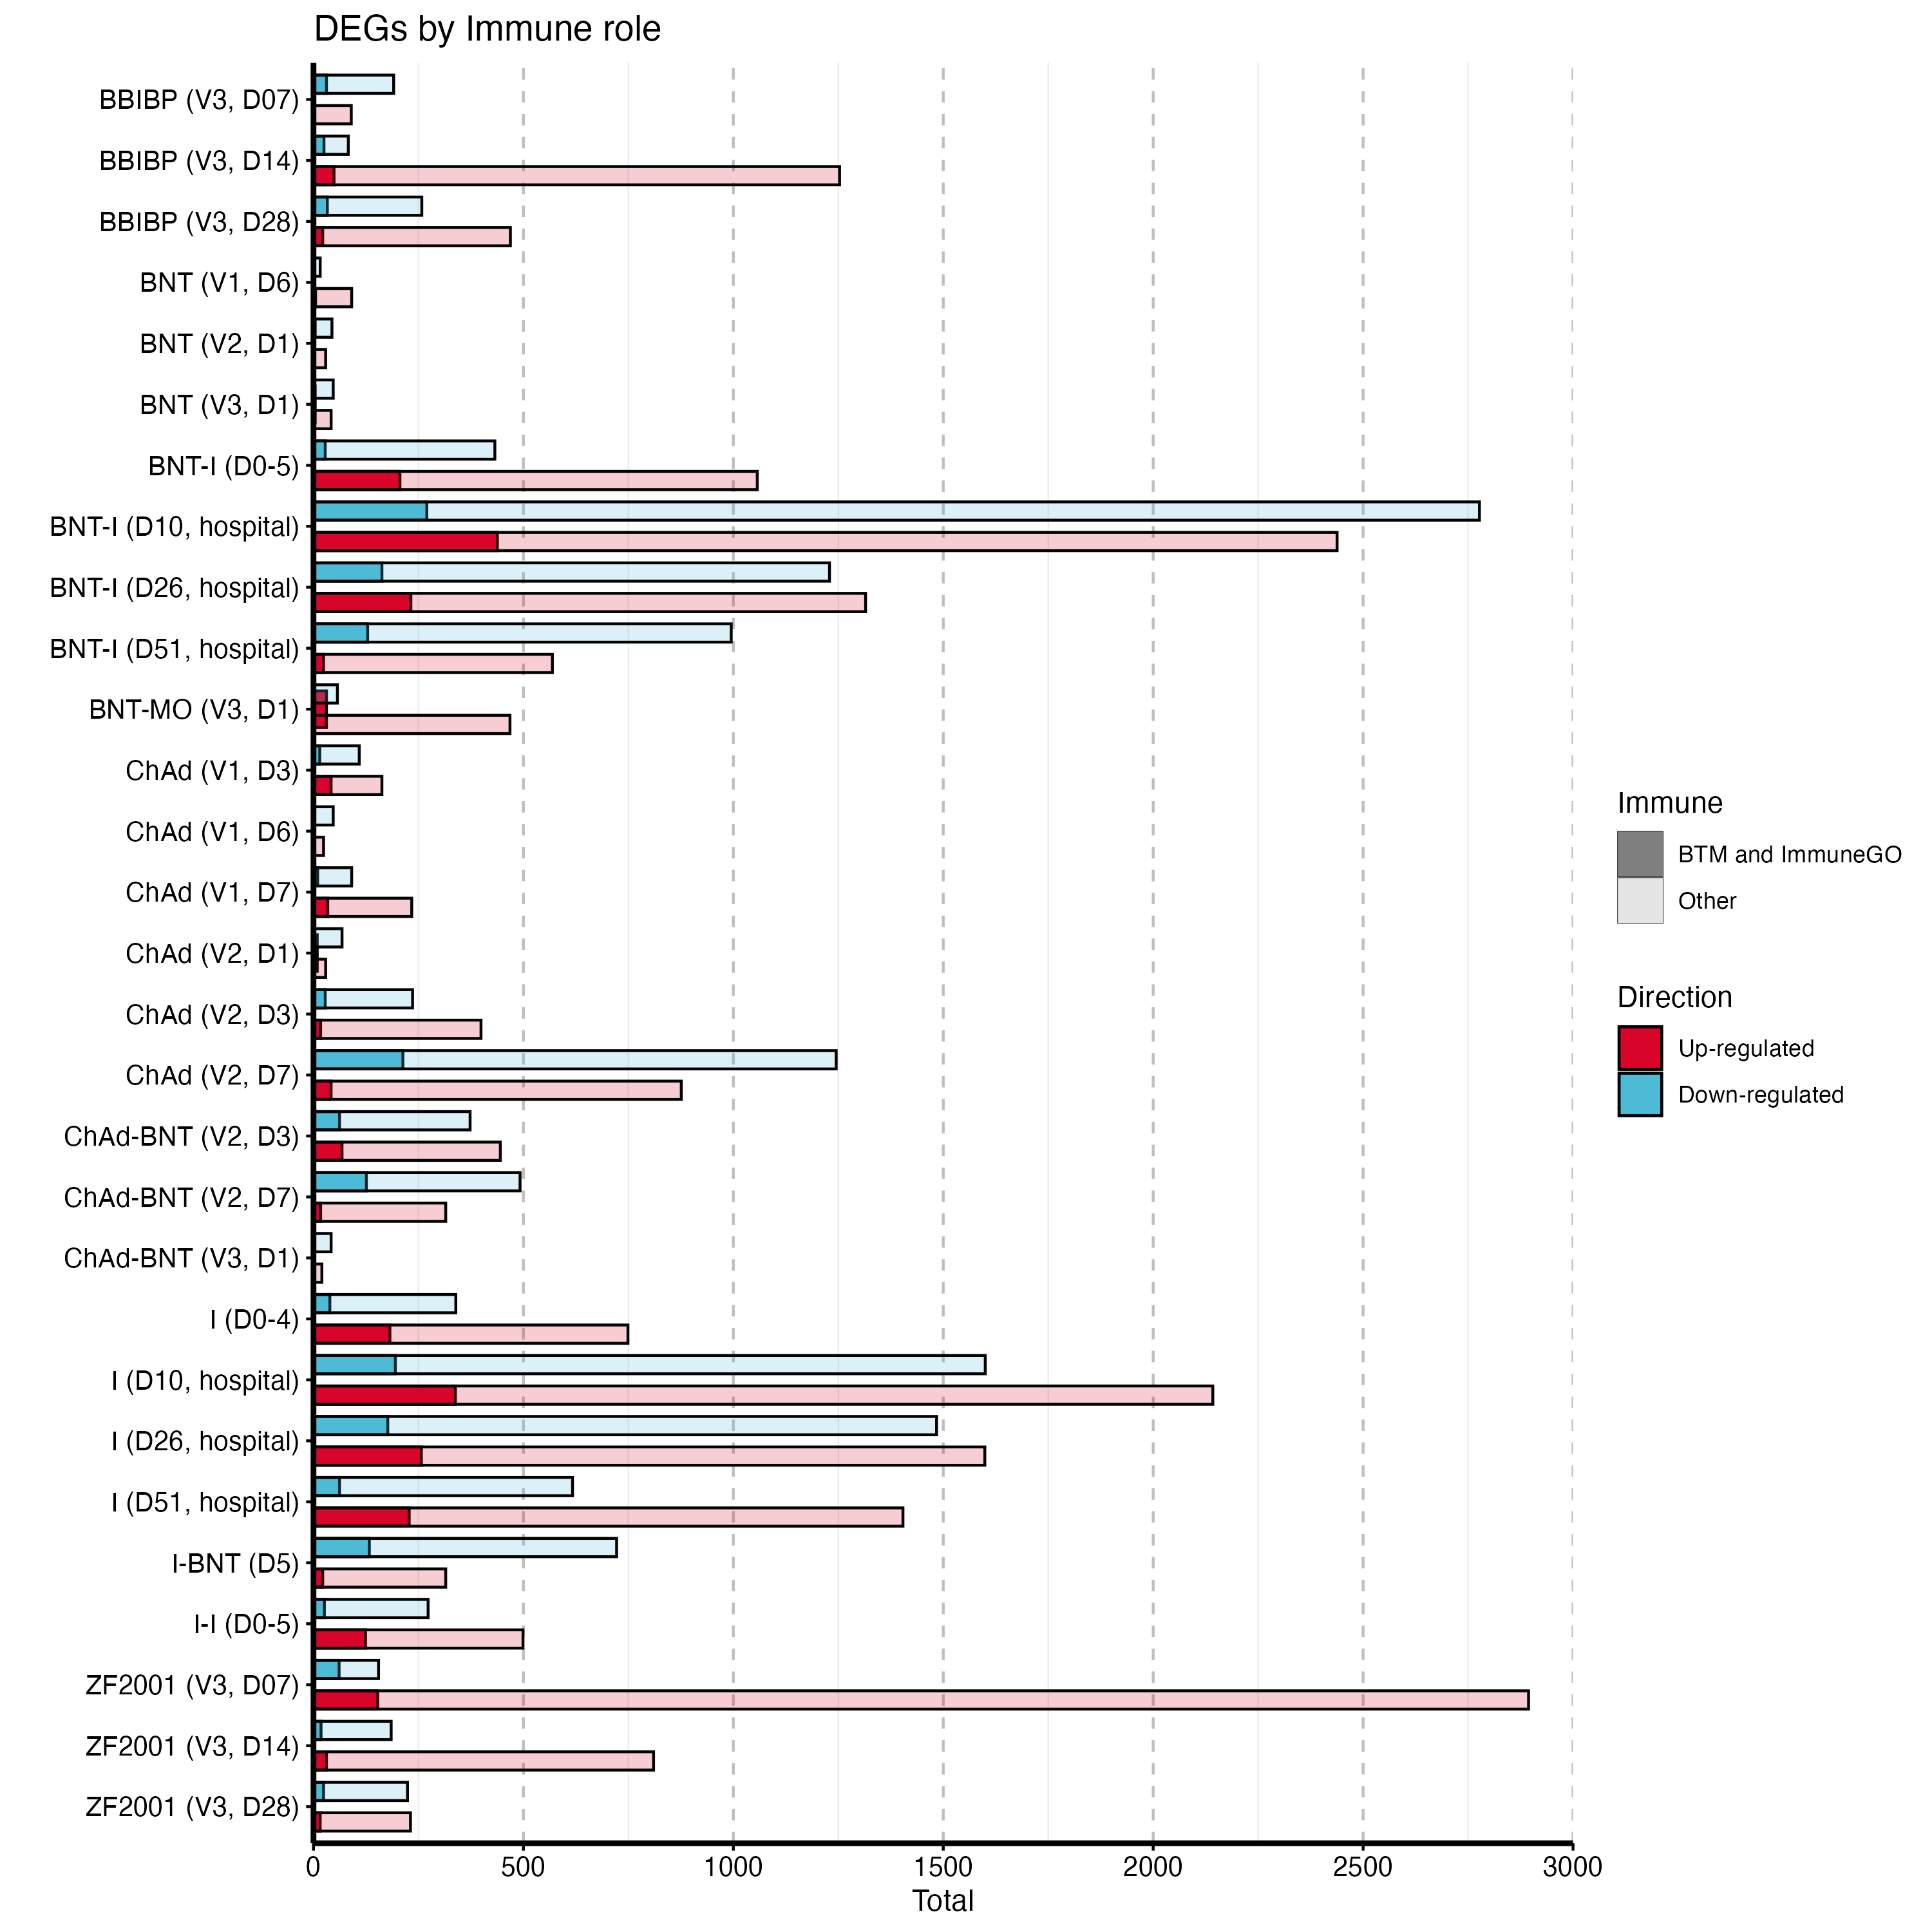 DEGs by Immune role
BBIBP (V3, D07)
BBIBP (V3, D14)
BBIBP (V3, D28)
BNT (V1, D6)
BNT (V2, D1)
BNT (V3, D1)
BNT-I (D0-5)
BNT-I (D10, hospital)
BNT-I (D26, hospital)
BNT-I (D51, hospital)
BNT-MO (V3, D1)
ChAd (V1, D3)
ChAd (V1, D6)
ChAd (V1, D7)
ChAd (V2, D1)
ChAd (V2, D3)
ChAd (V2, D7)
ChAd-BNT (V2, D3)
ChAd-BNT (V2, D7)
ChAd-BNT (V3, D1)
I (D0-4)
I (D10, hospital)
I (D26, hospital)
I (D51, hospital)
I-BNT (D5)
I-I (D0-5)
ZF2001 (V3, D07)
ZF2001 (V3, D14)
ZF2001 (V3, D28)
0 500 1000 1500 2000 2500 3000
Total
Immune
BTM and ImmuneGO
Other
Direction
Up-regulated
Down-regulated